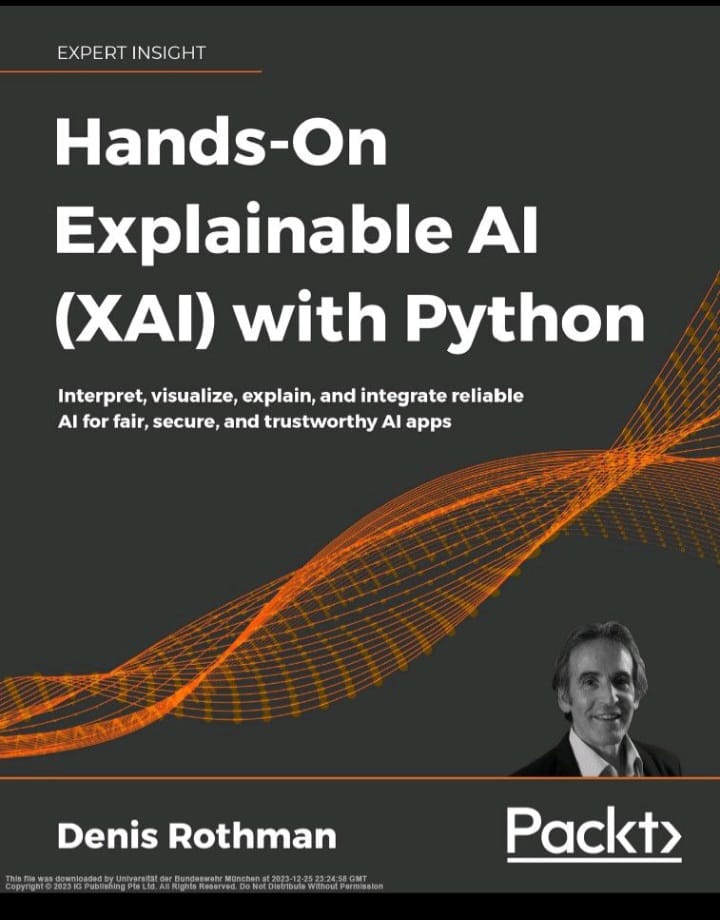 EXPERT INSIGHT
Hands-On
Explainable AI
(XAI) with Python
Interpret, visualize, explain, and integrate reliable
AI for fair, secure, and trustworthy AI apps
Denis Rothman
Packt>
This file was downloaded by Universität der Bundeswehr München at 2023-12-25 23:24:58 GMT
Copyright © 2023 IG Publishing Pte Ltd. All Rights Reserved. Do Not Distribute Without Permission